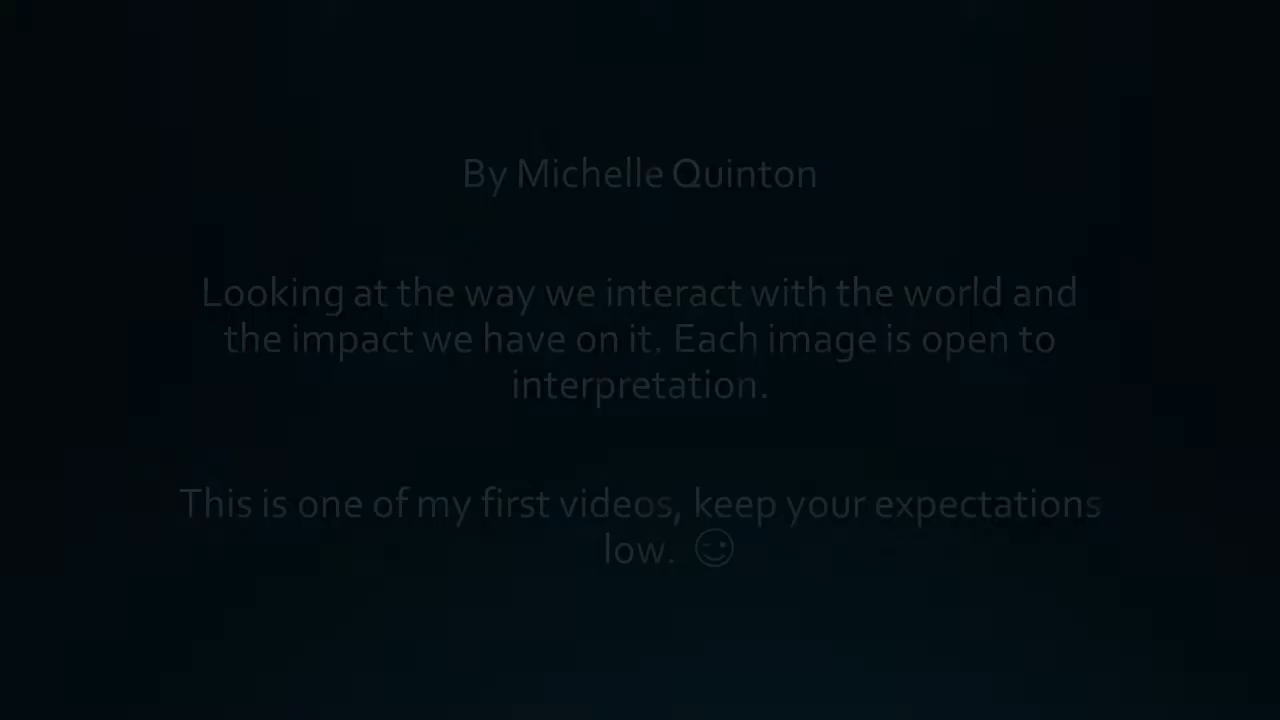 By Michelle Quinton
Looking at the way we interact with the world and
the impact we have on it. Each image is open to
interpretation.
This is one of my first videos, keep your expectations
low. 😉